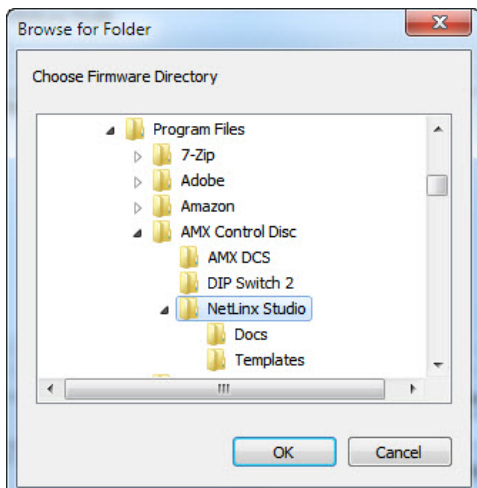 Browse for Folder
Choose Firmware Directory
Program Files
7-Zip
Adobe
Amazon
AMX Control Disc
AMX DCS
DIP Switch 2
NetLinx Studio
Docs
Templates
OK
Cancel